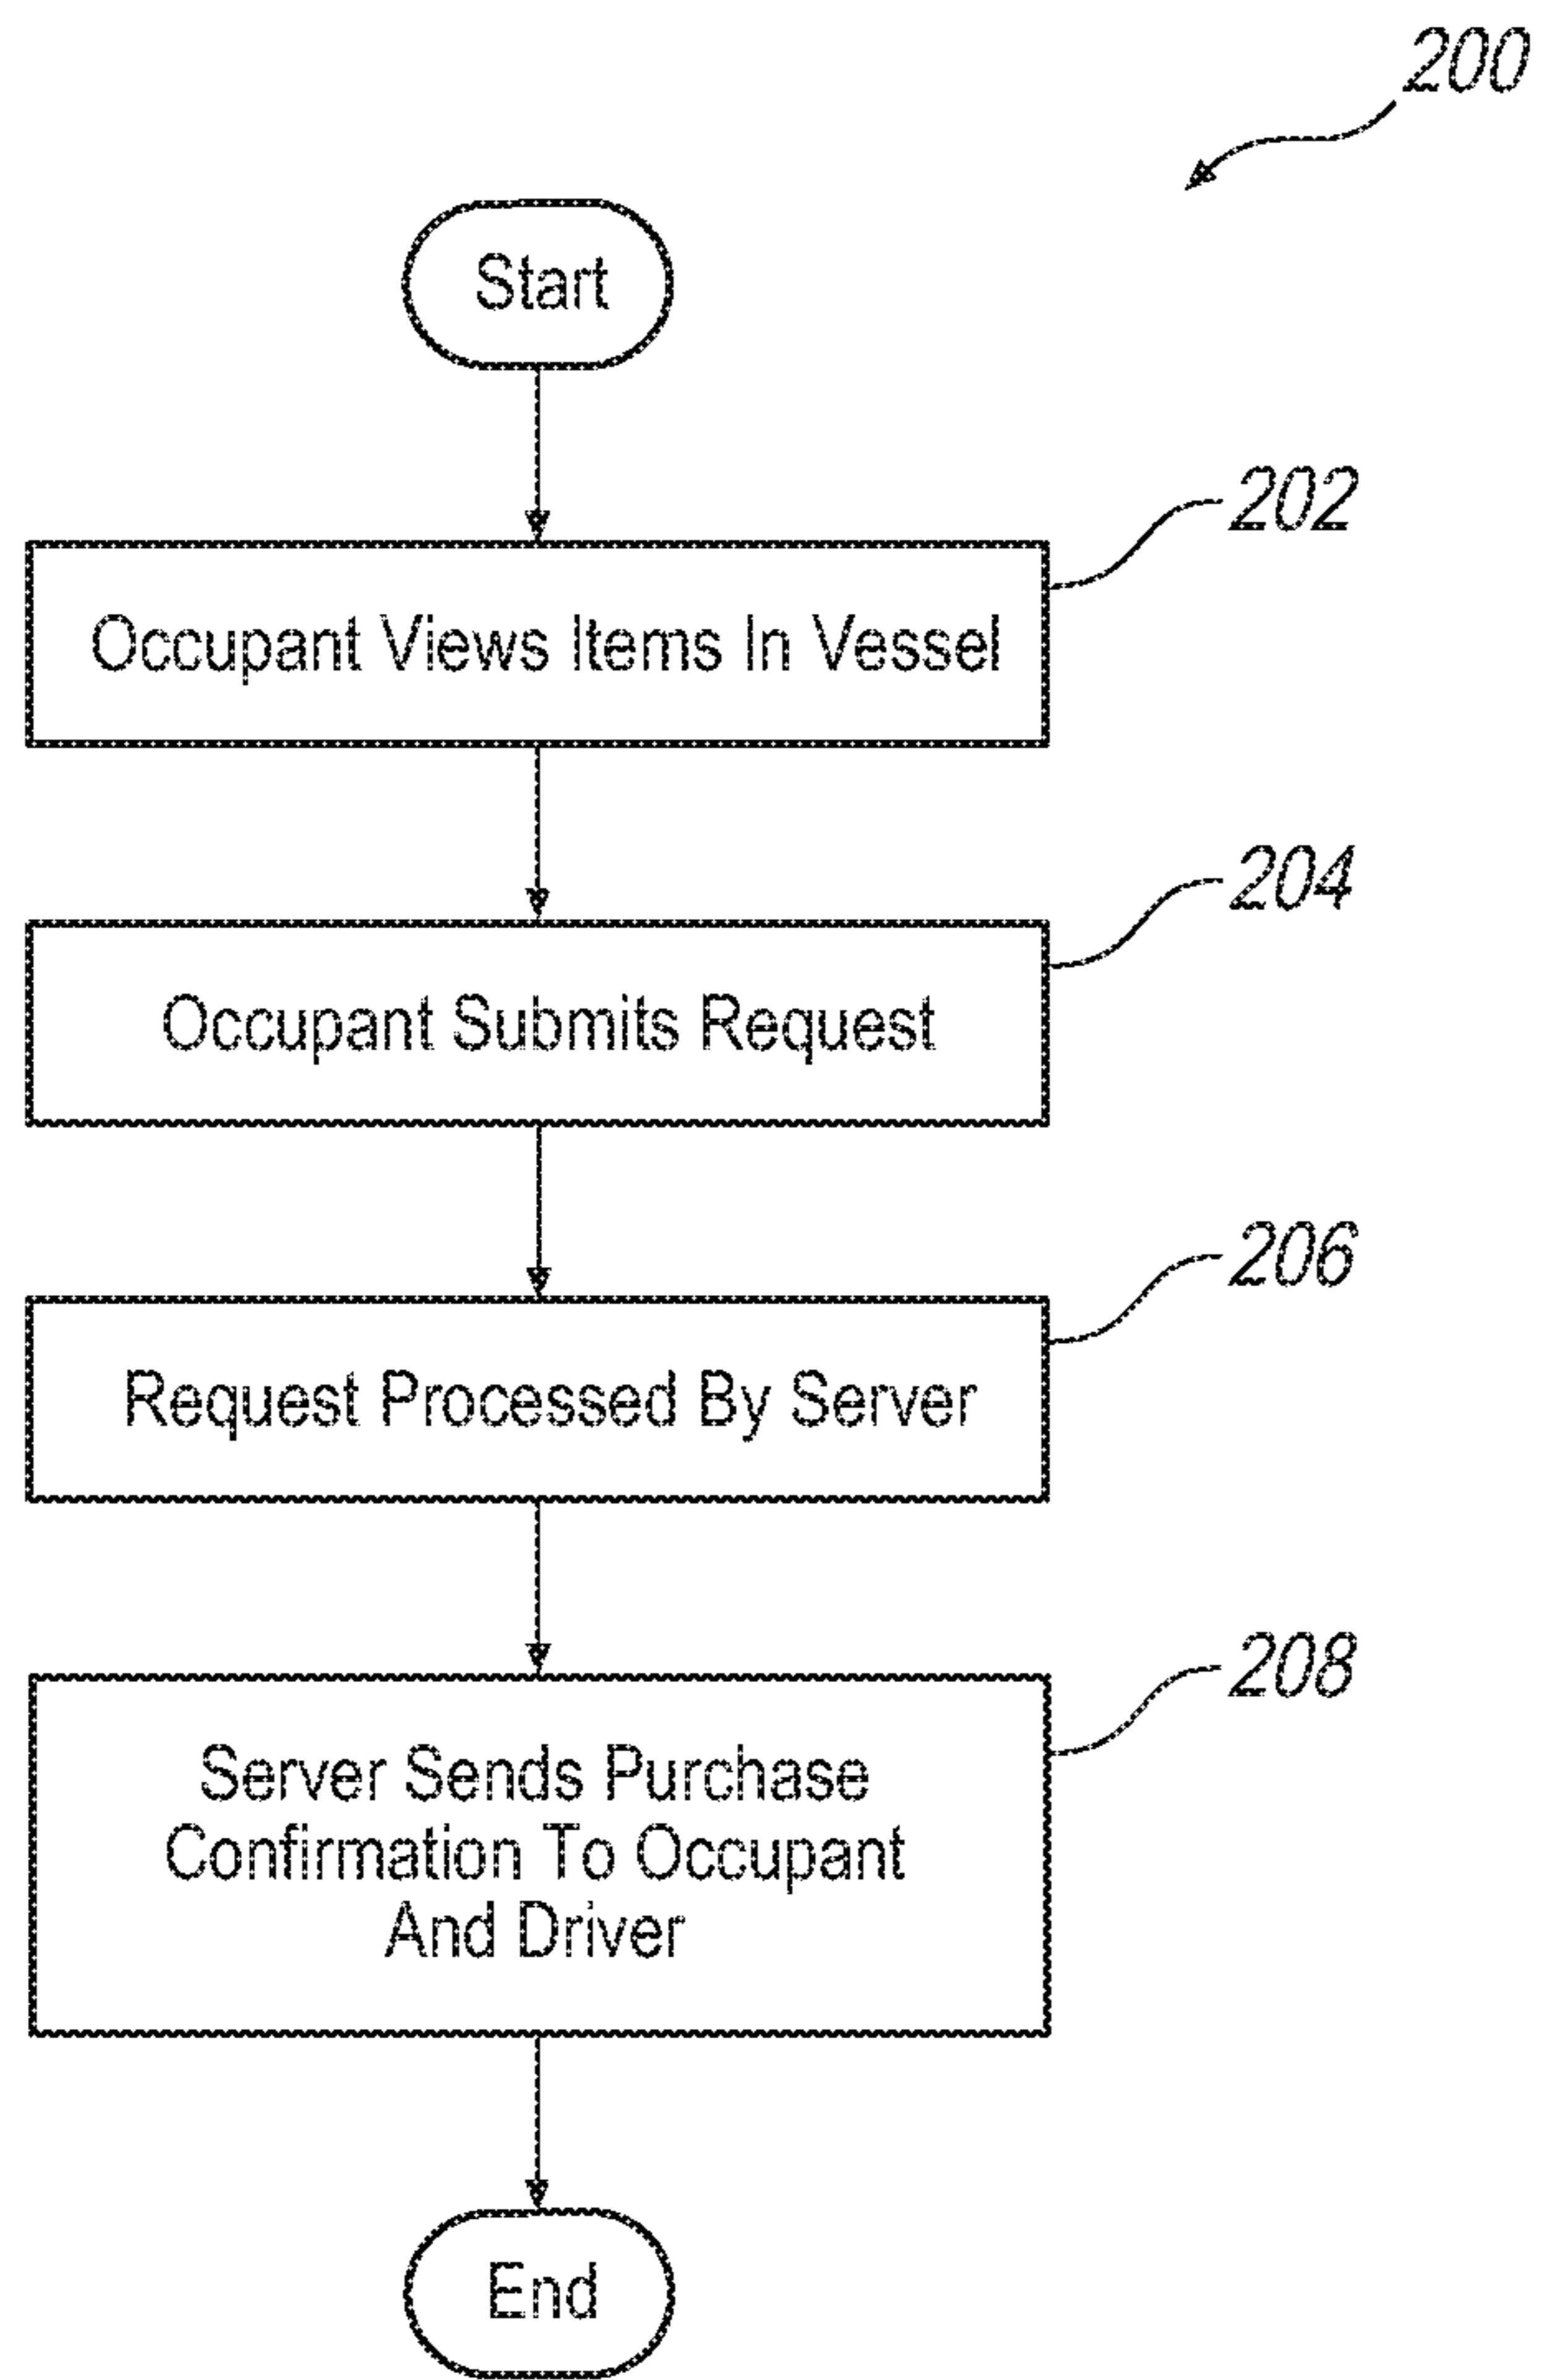 200
Start
202
Occupant Views Items In Vessel
204
Occupant Submits Request
206
Request Processed By Server
208
Server Sends Purchase
Confirmation To Occupant
And Driver
End